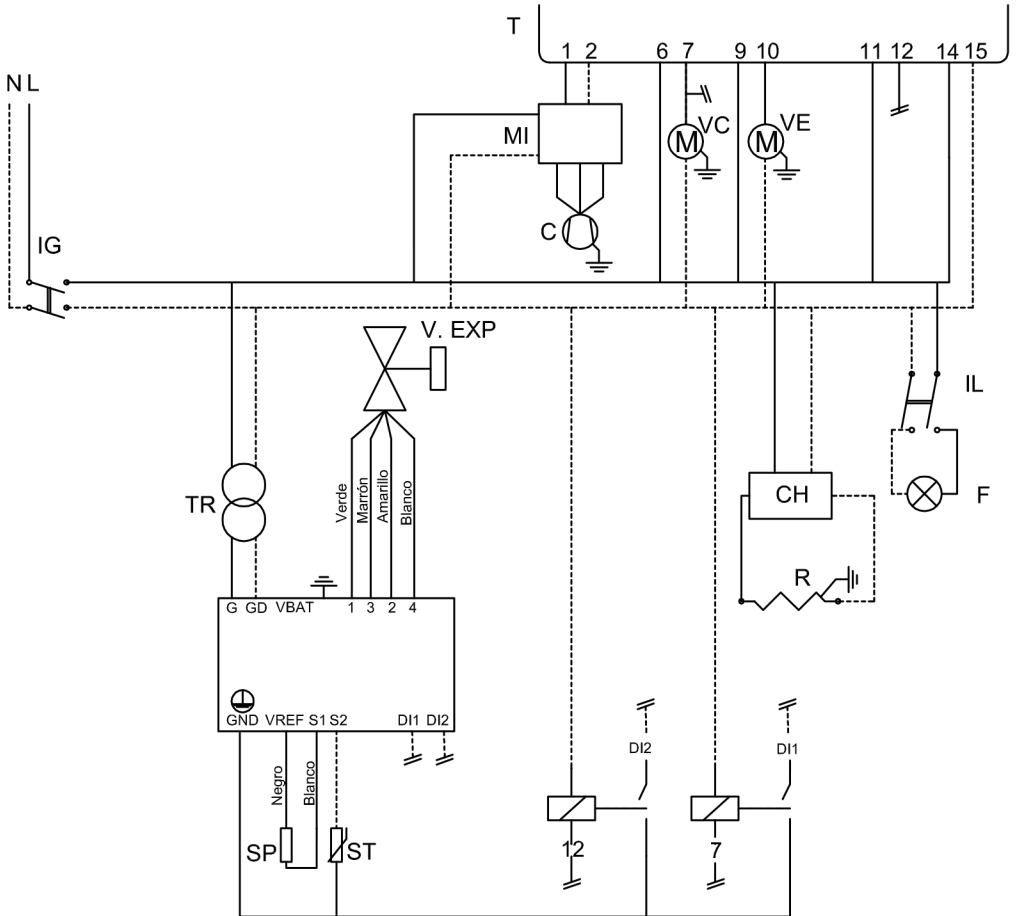 T
1 2 6 7 9 10 11 12 14 15
N L
MI
VC
VE
C
IG
V. EXP
IL
TR
Verde
Marrón
Amarillo
Blanco
CH
F
R
G GD VBAT 1 3 2 4
GND VREF S1 S2 DI1 DI2
DI2
DI1
Negro
Blanco
SP
ST
12
7